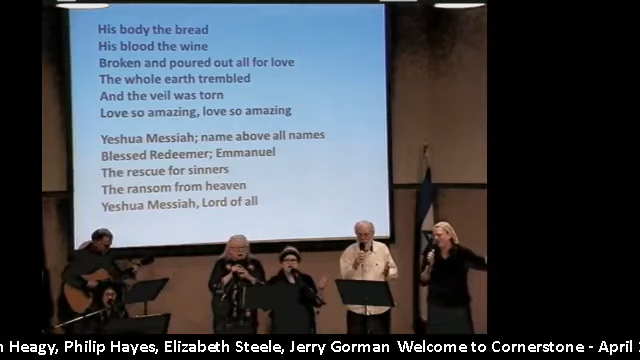 His body the bread
His blood the wine
Broken and poured out all for love
The whole earth trembled
And the veil was torn
Love so amazing, love so amazing
Yeshua Messiah; name above all names
Blessed Redeemer; Emmanuel
The rescue for sinners
The ransom from heaven
Yeshua Messiah, Lord of all
Heagy, Philip Hayes, Elizabeth Steele, Jerry Gorman Welcome to Cornerstone - April